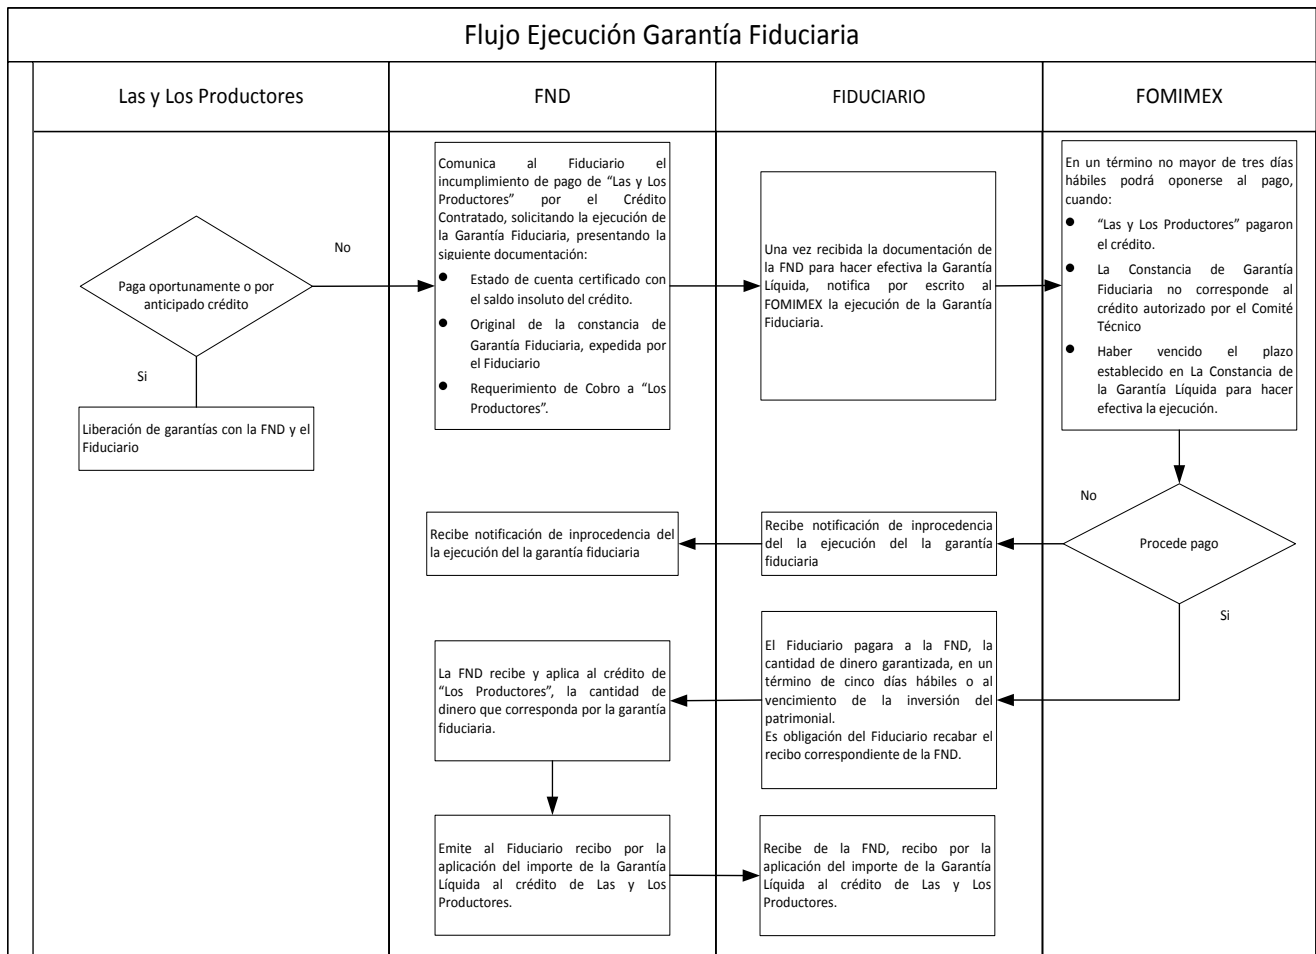 Flujo Ejecución Garantía Fiduciaria
Las y Los Productores
FND
FIDUCIARIO
FOMIMEX
Paga oportunamente o por
anticipado crédito
No
Si
Liberación de garantías con la FND y el
Fiduciario
Comunica al Fiduciario el
incumplimiento de pago de “Las y Los
Productores” por el Crédito
Contratado, solicitando la ejecución de
la Garantía Fiduciaria, presentando la
siguiente documentación:
● Estado de cuenta certificado con
el saldo insoluto del crédito.
● Original de la constancia de
Garantía Fiduciaria, expedida por
el Fiduciario
● Requerimiento de Cobro a “Los
Productores”.
Una vez recibida la documentación de
la FND para hacer efectiva la Garantía
Líquida, notifica por escrito al
FOMIMEX la ejecución de la Garantía
Fiduciaria.
En un término no mayor de tres días
hábiles podrá oponerse al pago,
cuando:
● “Las y Los Productores” pagaron
el crédito.
● La Constancia de Garantía
Fiduciaria no corresponde al
crédito autorizado por el Comité
Técnico
● Haber vencido el plazo
establecido en La Constancia de
la Garantía Líquida para hacer
efectiva la ejecución.
Procede pago
No
Si
Recibe notificación de inprocedencia
del la ejecución del la garantía
fiduciaria
Recibe notificación de inprocedencia del
la ejecución del la garantía fiduciaria
El Fiduciario pagara a la FND, la
cantidad de dinero garantizada, en un
término de cinco días hábiles o al
vencimiento de la inversión del
patrimonial.
Es obligación del Fiduciario recabar el
recibo correspondiente de la FND.
La FND recibe y aplica al crédito de
“Los Productores”, la cantidad de
dinero que corresponda por la garantía
fiduciaria.
Emite al Fiduciario recibo por la
aplicación del importe de la Garantía
Líquida al crédito de Las y Los
Productores.
Recibe de la FND, recibo por la
aplicación del importe de la Garantía
Líquida al crédito de Las y Los
Productores.